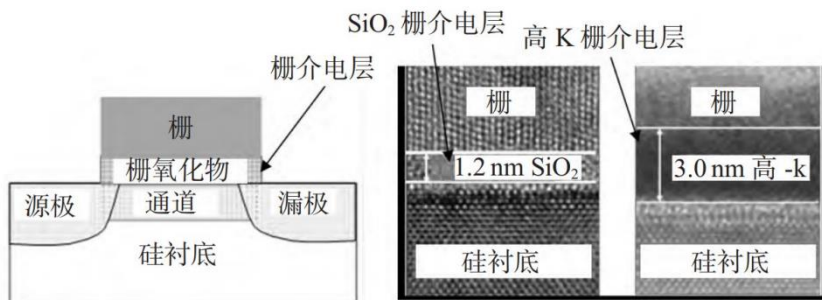 SiO₂ 栅介电层
高 K 栅介电层
栅介电层
栅
栅氧化物
源极
通道
漏极
硅衬底
栅
1.2 nm SiO₂
硅衬底
栅
3.0 nm 高 -k
硅衬底